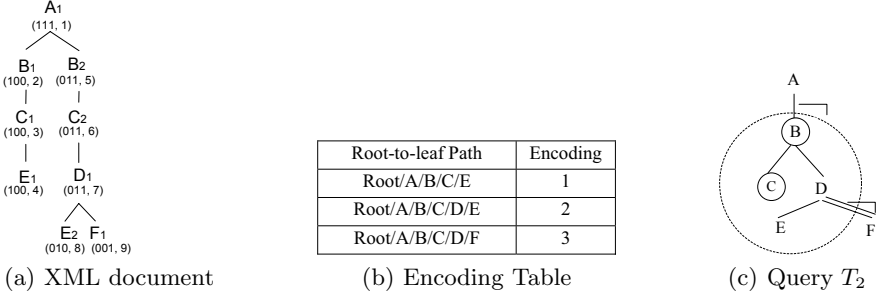 A1
(111, 1)
B1 B2
(100, 2) (011, 5)
C1 C2
(100, 3) (011, 6)
E1 D1
(100, 4) (011, 7)
E2 F1
(010, 8) (001, 9)
(a) XML document
Root-to-leaf Path Encoding
Root/A/B/C/E 1
Root/A/B/C/D/E 2
Root/A/B/C/D/F 3
(b) Encoding Table
A
B
C D
E F
(c) Query T2